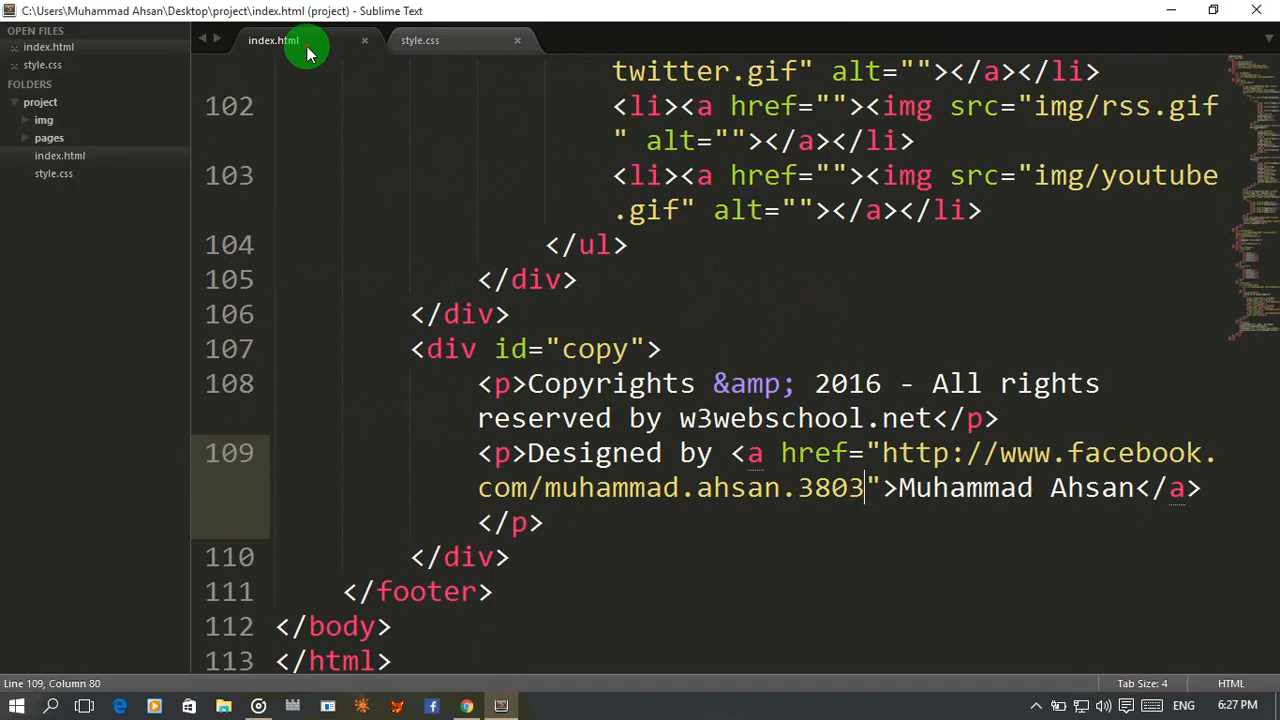 C:\Users\Muhammad Ahsan\Desktop\project\index.html (project) - Sublime Text
OPEN FILES
index.html
style.css
FOLDERS
project
img
pages
index.html
style.css
index.html
style.css
twitter.gif" alt=""></a></li>
102 <li><a href=""><img src="img/rss.gif
" alt=""></a></li>
103 <li><a href=""><img src="img/youtube
.gif" alt=""></a></li>
104 </ul>
105 </div>
106 </div>
107 <div id="copy">
108 <p>Copyrights &amp; 2016 - All rights
reserved by w3webschool.net</p>
109 <p>Designed by <a href="http://www.facebook.
com/muhammad.ahsan.3803">Muhammad Ahsan</a>
</p>
110 </div>
111 </footer>
112 </body>
113 </html>
Line 109, Column 80
Tab Size: 4
HTML
ENG
6:27 PM